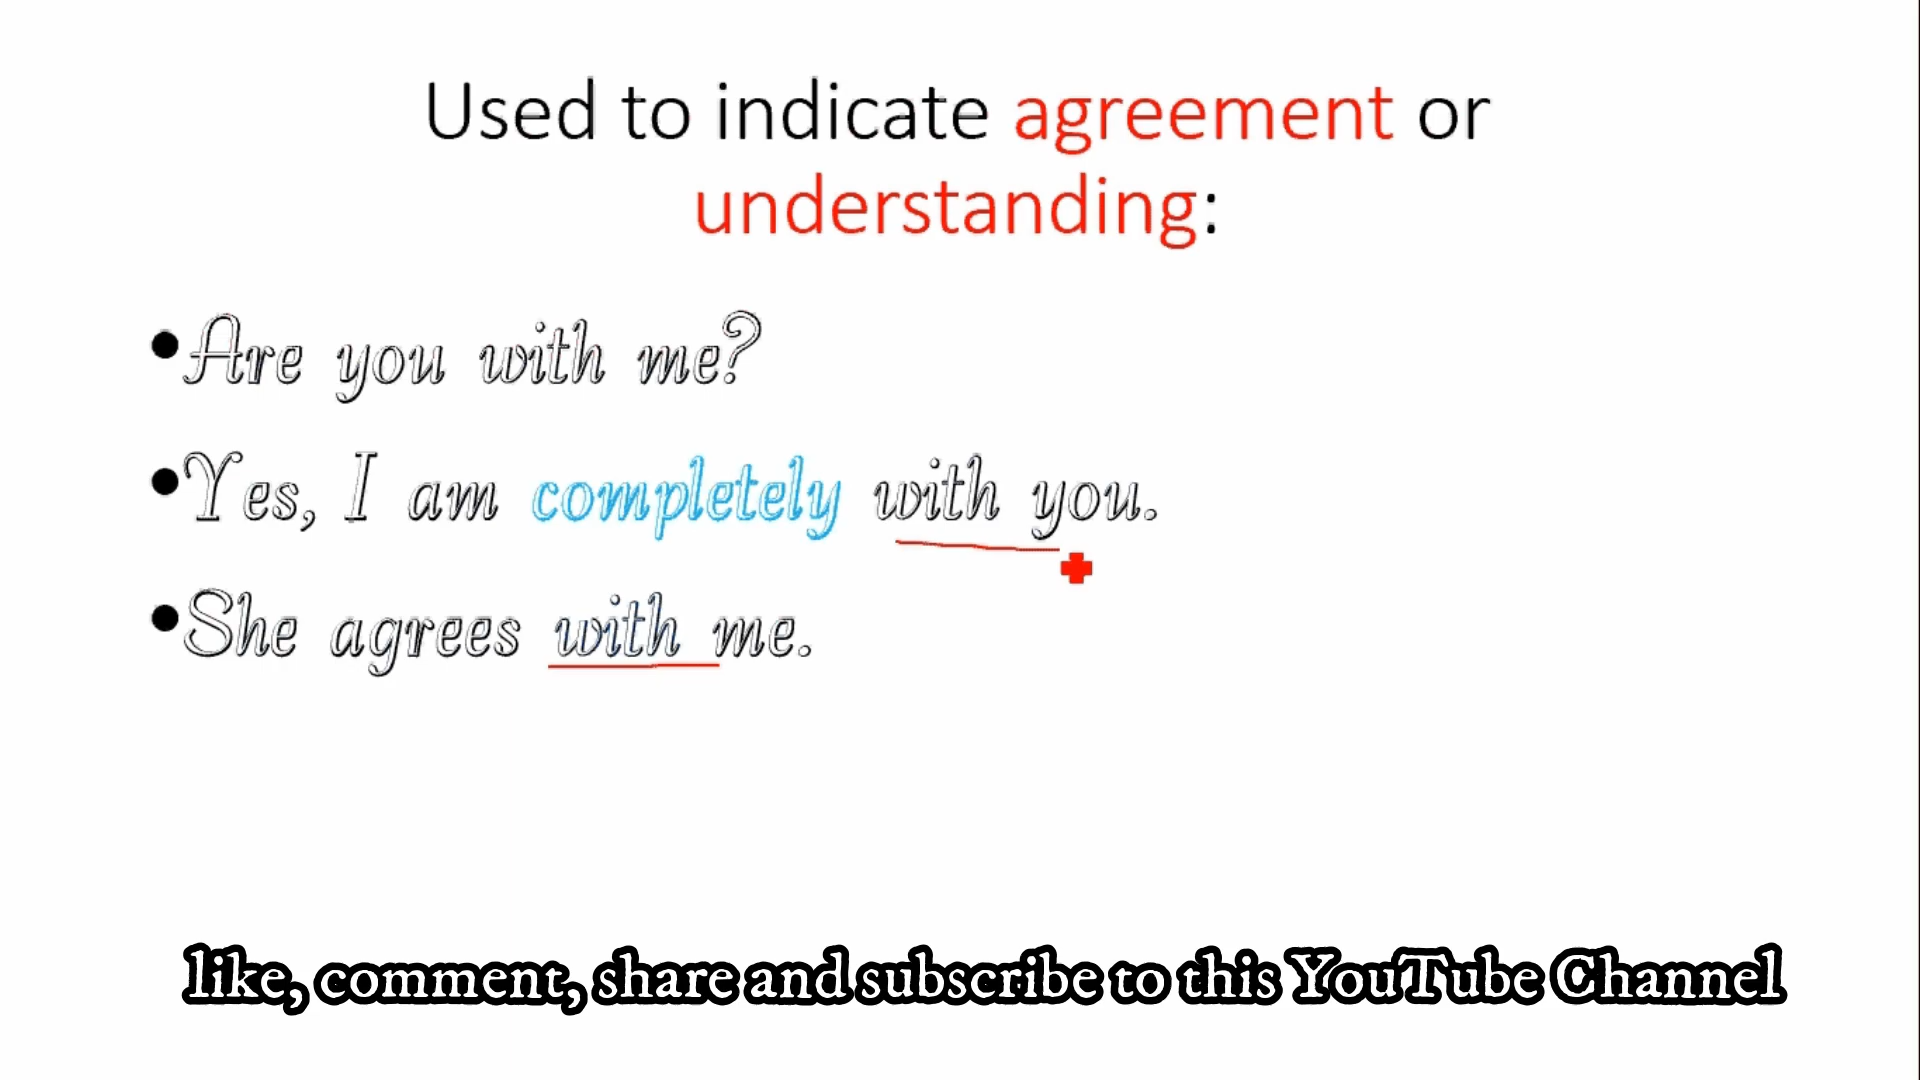 Used to indicate agreement or
understanding:
•Are you with me?
•Yes, I am completely with you.
•She agrees with me.
like, comment, share and subscribe to this YouTube Channel